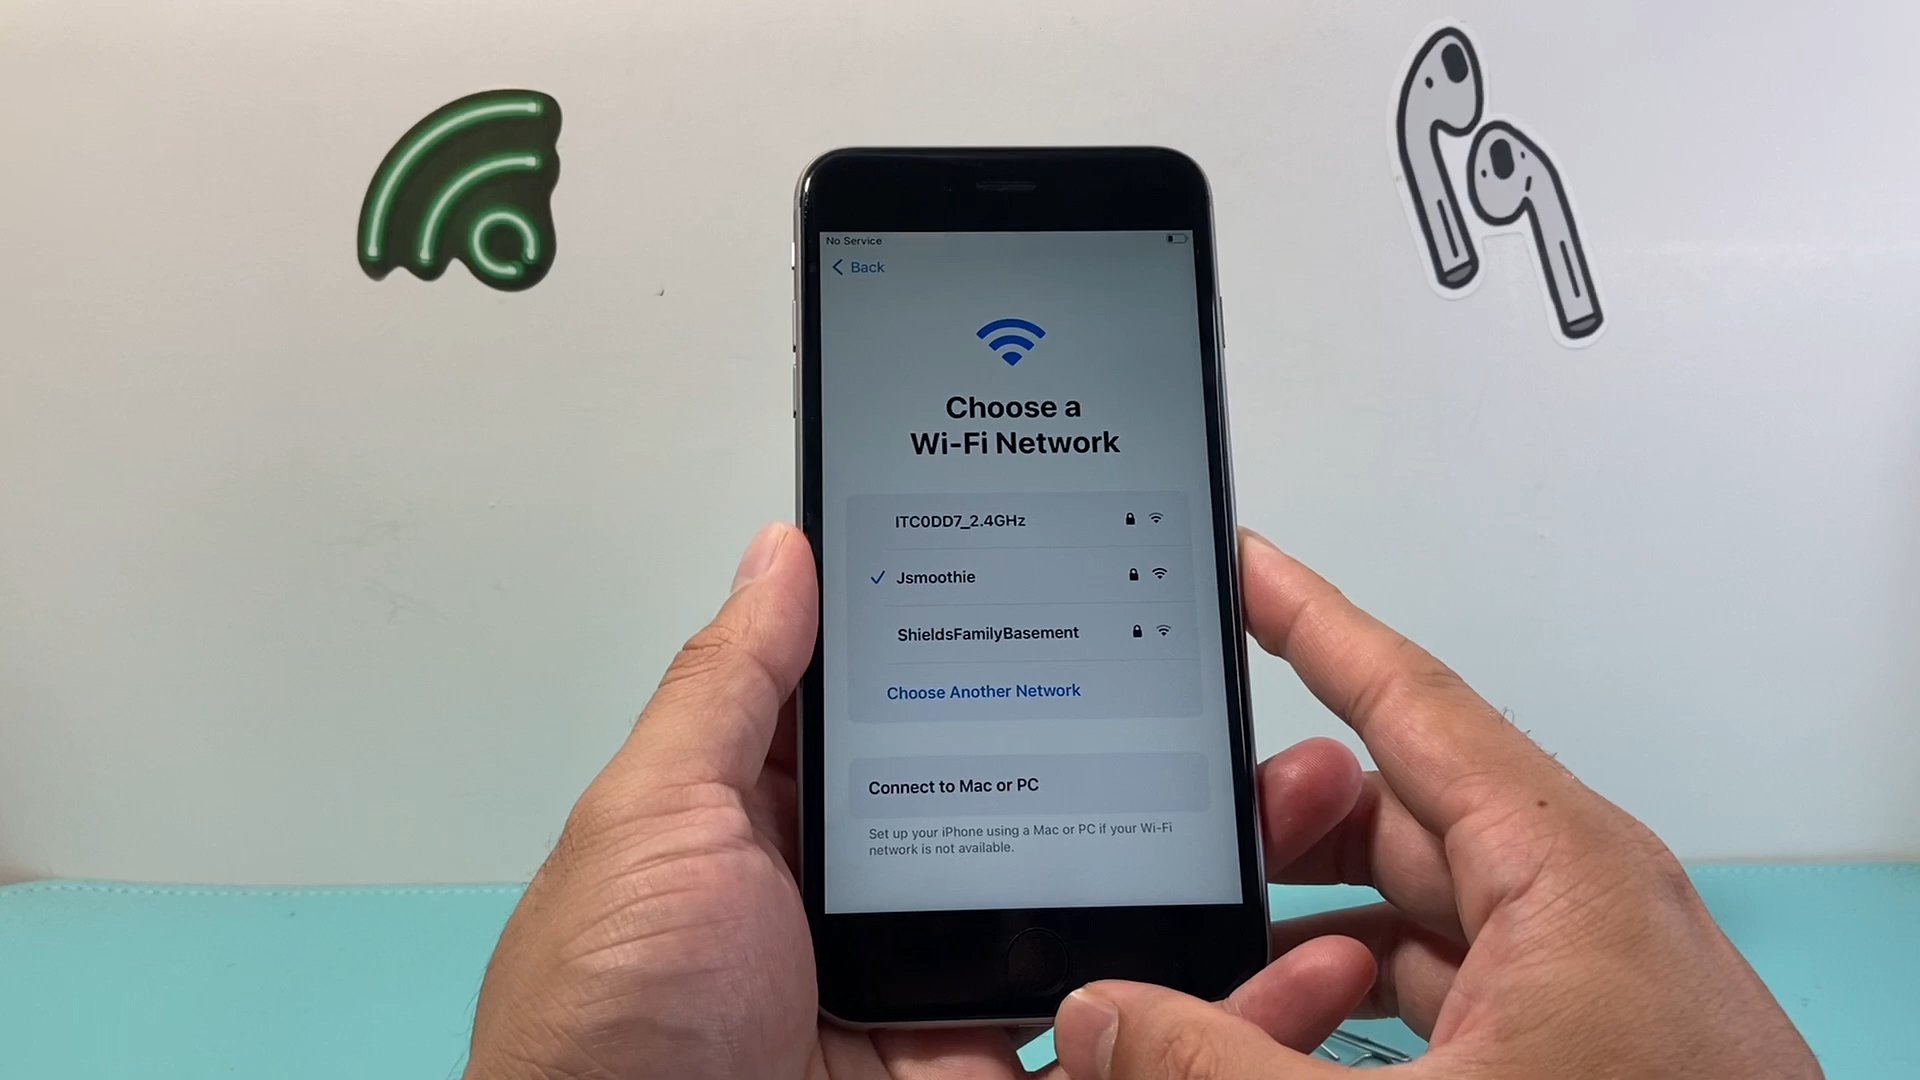 No Service
Back
Choose a
Wi-Fi Network
ITC0DD7_2.4GHz
Jsmoothie
ShieldsFamilyBasement
Choose Another Network
Connect to Mac or PC
Set up your iPhone using a Mac or PC if your Wi-Fi
network is not available.